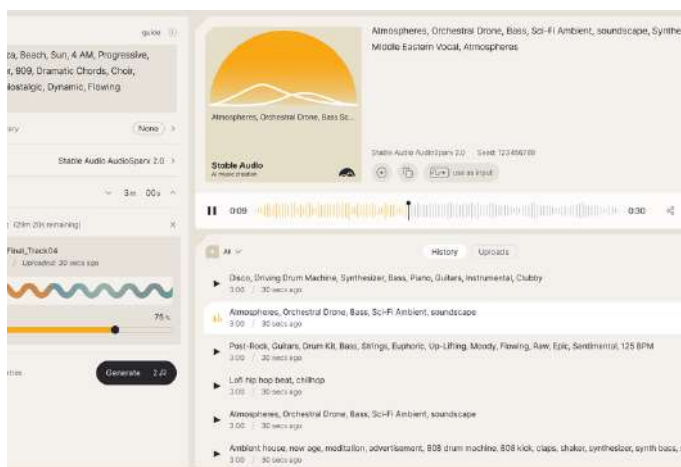 guide
ca, Beach, Sun, 4 AM, Progressive,
r, 909, Dramatic Chords, Choir,
Nostalgic, Dynamic, Flowing
ary
None
Stable Audio AudioSparx 2.0
3m 00s
(29m 20s remaining)
X
Final_Track04
/ Uploaded: 30 secs ago
75 %
Generate 2
Atmospheres, Orchestral Drone, Bass Sc...
Stable Audio
AI music creation
Atmospheres, Orchestral Drone, Bass, Sci-Fi Ambient, soundscape, Synthe
Middle Eastern Vocal, Atmospheres
Stable Audio AudioSparx 2.0 Seed: 123456789
use as input
0:09
0:30
All
History
Uploads
Disco, Driving Drum Machine, Synthesizer, Bass, Piano, Guitars, Instrumental, Clubby
3:00 / 30 secs ago
Atmospheres, Orchestral Drone, Bass, Sci-Fi Ambient, soundscape
3:00 / 30 secs ago
Post-Rock, Guitars, Drum Kit, Bass, Strings, Euphoric, Up-Lifting, Moody, Flowing, Raw, Epic, Sentimental, 125 BPM
3:00 / 30 secs ago
Lofi hip hop beat, chillhop
3:00 / 30 secs ago
Atmospheres, Orchestral Drone, Bass, Sci-Fi Ambient, soundscape
3:00 / 30 secs ago
Ambient house, new age, meditation, advertisement, 808 drum machine, 808 kick, claps, shaker, synthesizer, synth bass,
3:00 / 30 secs ago